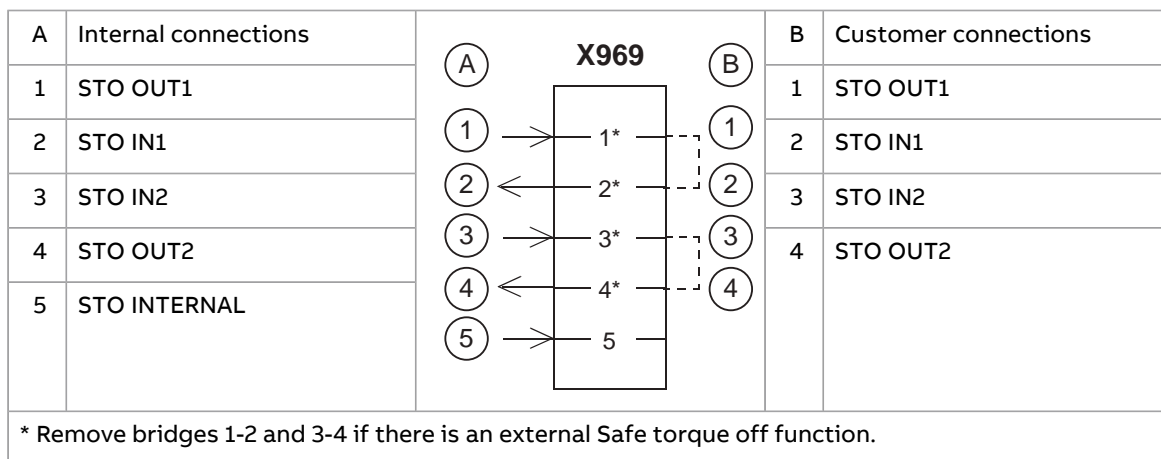 A Internal connections
1 STO OUT1
2 STO IN1
3 STO IN2
4 STO OUT2
5 STO INTERNAL
X969
A B
1 1* 1
2 2* 2
3 3* 3
4 4* 4
5 5
B Customer connections
1 STO OUT1
2 STO IN1
3 STO IN2
4 STO OUT2
* Remove bridges 1-2 and 3-4 if there is an external Safe torque off function.